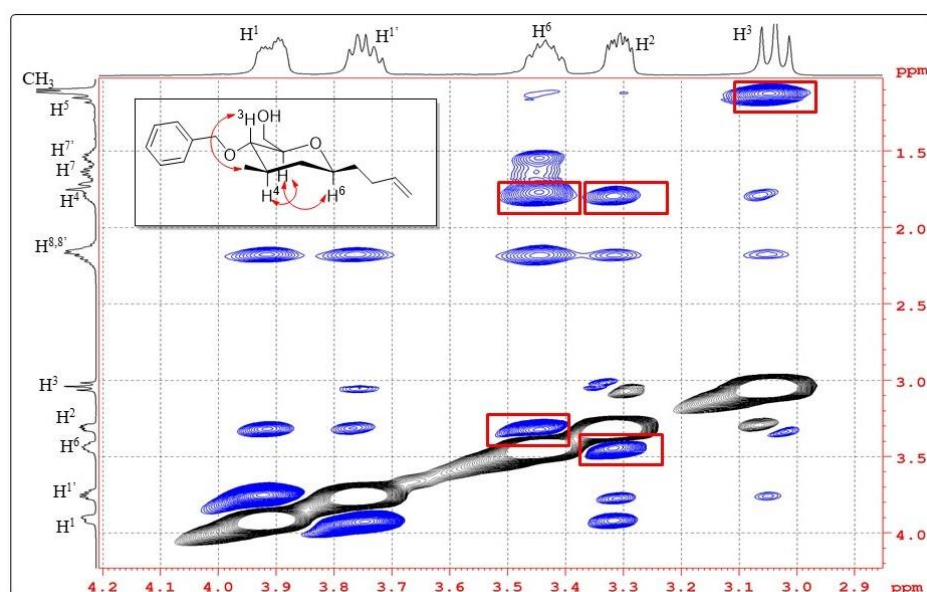 H1 H1' H6 H2 H3
ppm
CH3
H5
H7'
H7
H4
H8,8'
H3
H2
H6
H1'
H1
3H OH
O
O
H4
H
H6
1.5
2.0
2.5
3.0
3.5
4.0
4.2 4.1 4.0 3.9 3.8 3.7 3.6 3.5 3.4 3.3 3.2 3.1 3.0 2.9 ppm